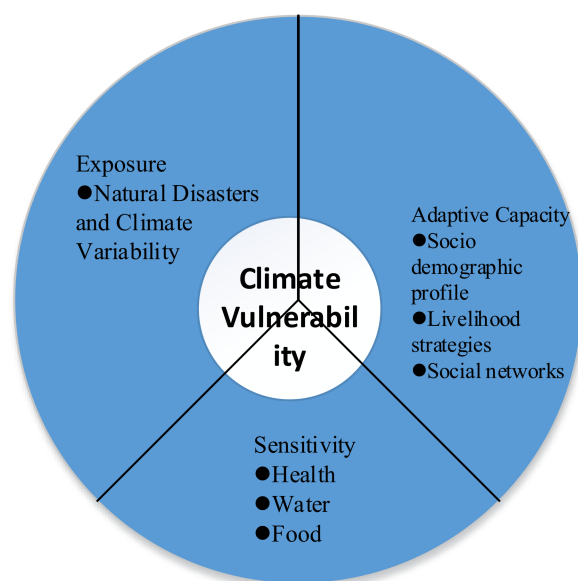 Exposure
●Natural Disasters
and Climate
Variability
Adaptive Capacity
●Socio
demographic
profile
●Livelihood
strategies
●Social networks
Climate
Vulnerabil
ity
Sensitivity
●Health
●Water
●Food